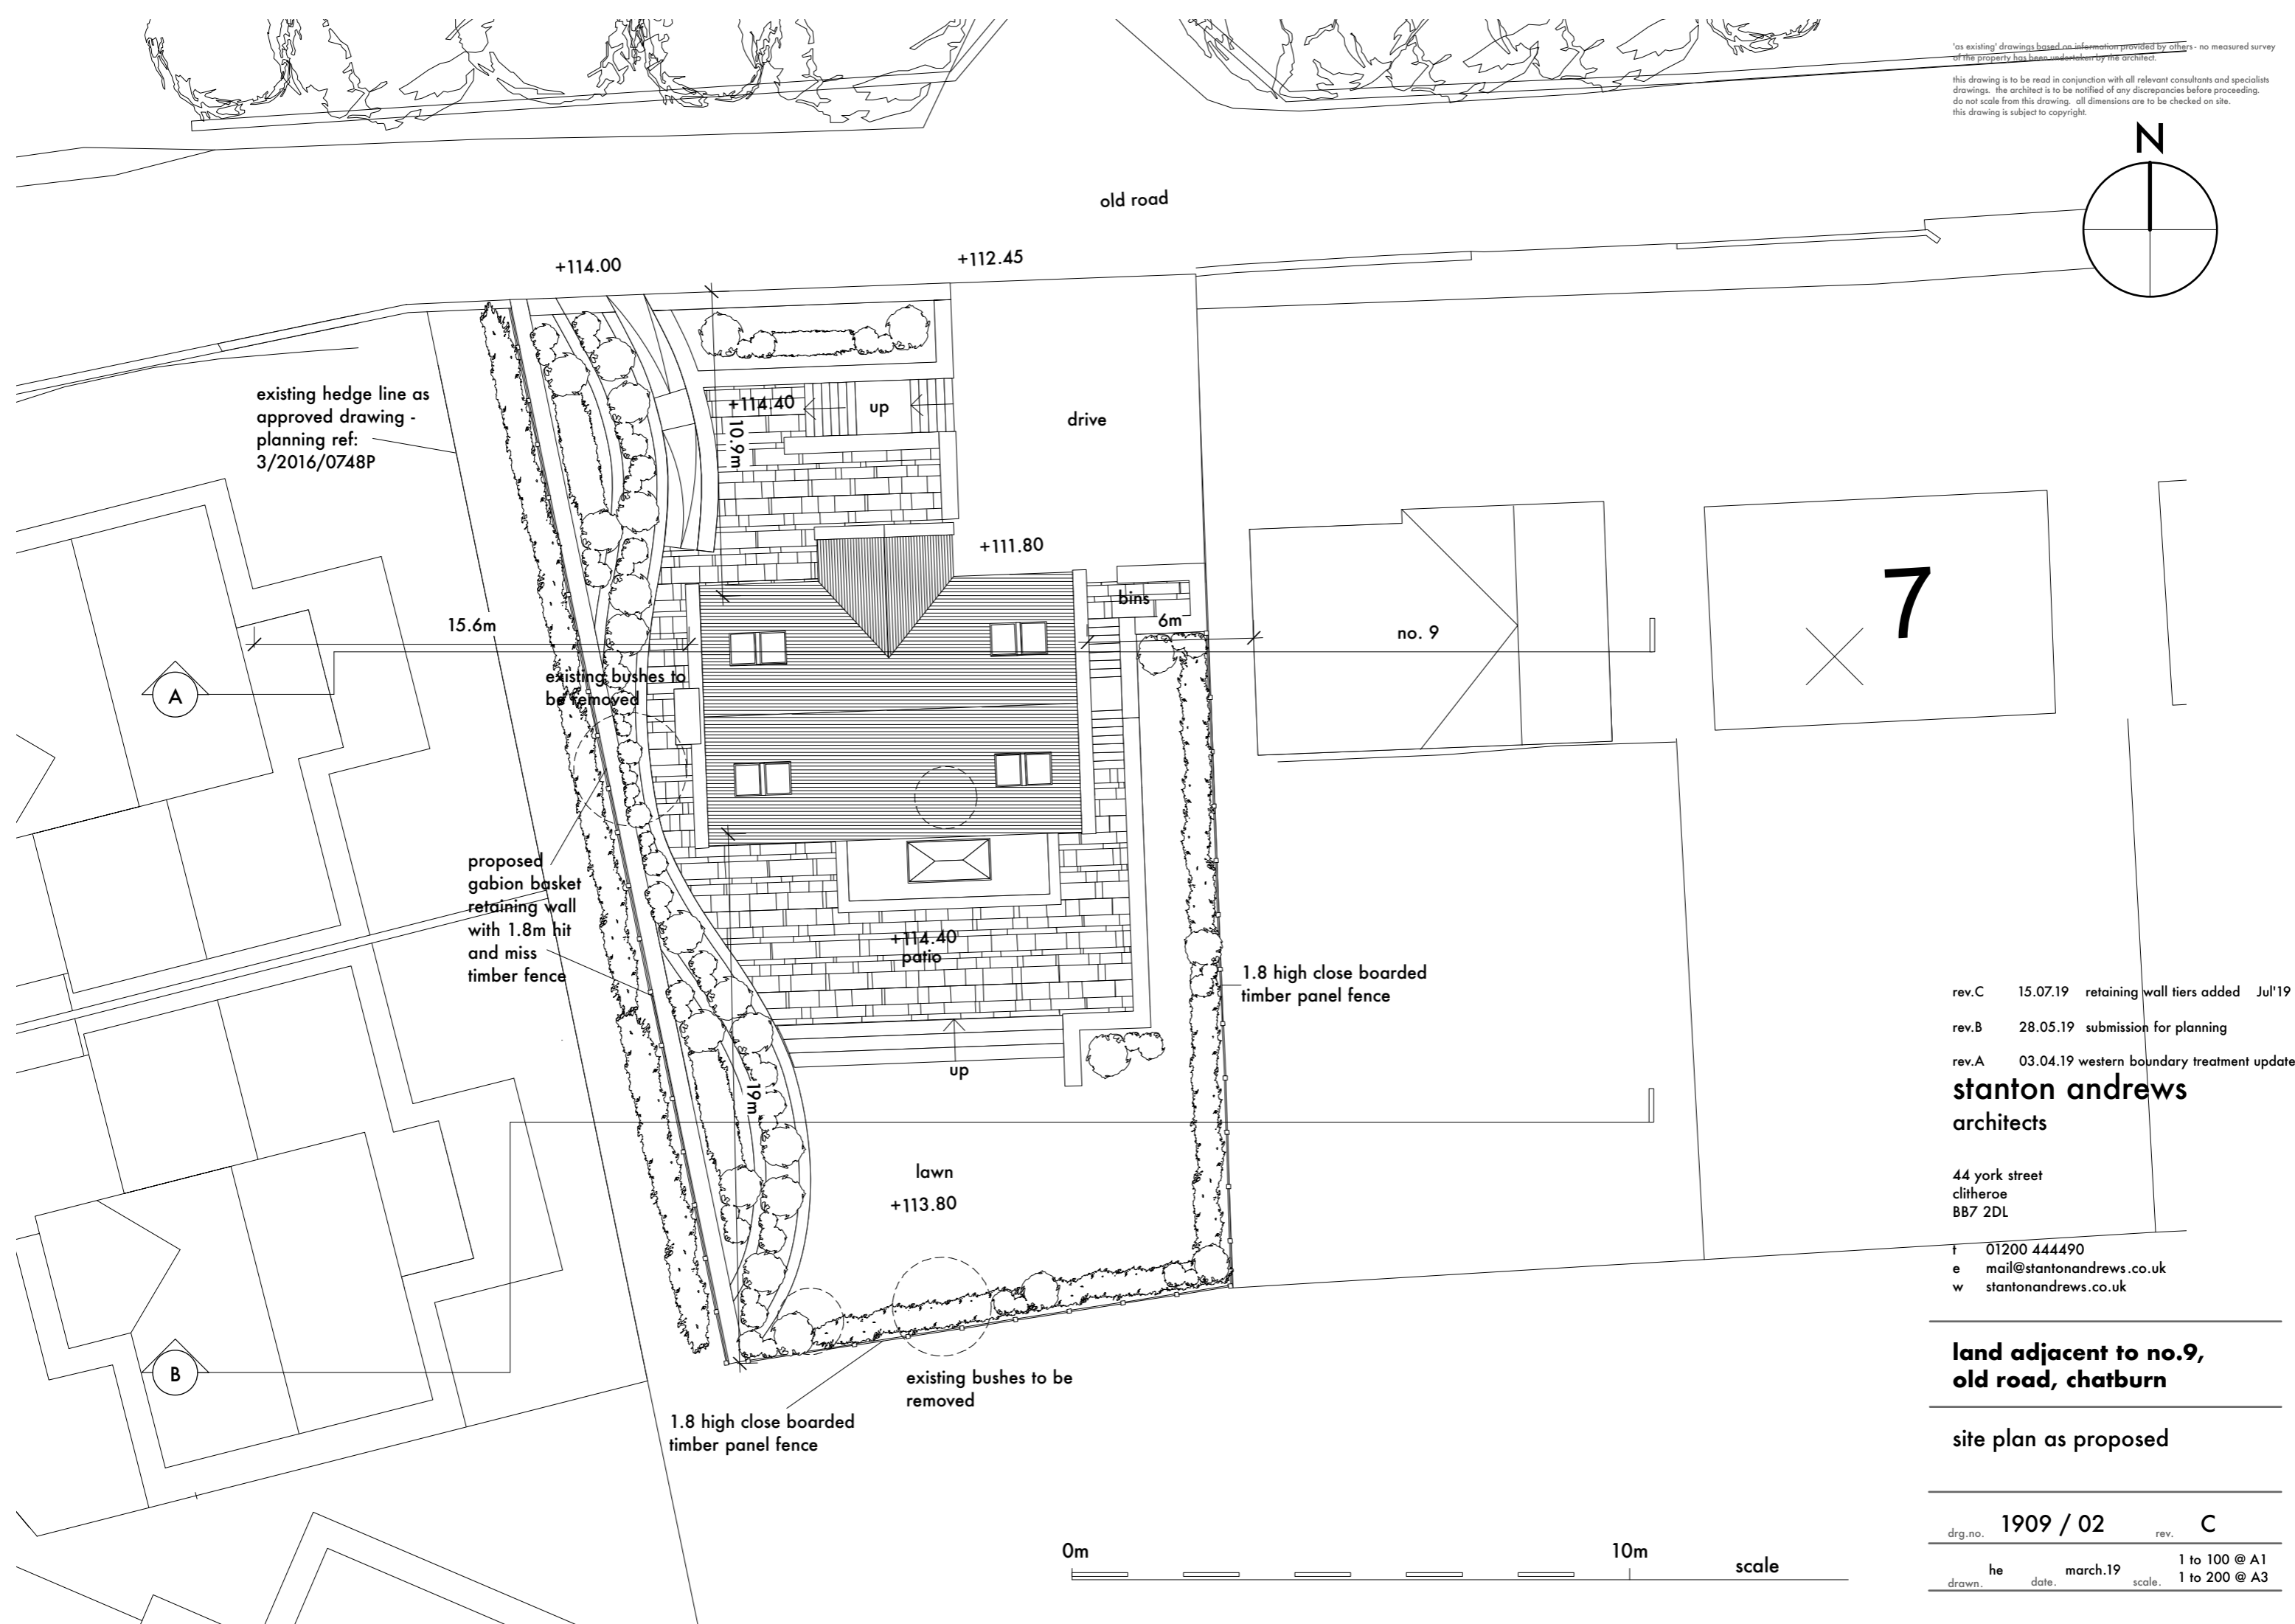 'as existing' drawings based on information provided by others - no measured survey
of the property has been undertaken by the architect.
this drawing is to be read in conjunction with all relevant consultants and specialists
drawings. the architect is to be notified of any discrepancies before proceeding.
do not scale from this drawing. all dimensions are to be checked on site.
this drawing is subject to copyright.
N
old road
+114.00
+112.45
existing hedge line as
approved drawing -
planning ref:
3/2016/0748P
+114.40
up
10.9m
drive
+111.80
bins
6m
15.6m
no. 9
7
A
existing bushes to
be removed
proposed
gabion basket
retaining wall
with 1.8m hit
and miss
timber fence
+114.40
patio
1.8 high close boarded
timber panel fence
up
19m
lawn
+113.80
B
existing bushes to be
removed
1.8 high close boarded
timber panel fence
0m
10m
scale
rev.C 15.07.19 retaining wall tiers added Jul'19
rev.B 28.05.19 submission for planning
rev.A 03.04.19 western boundary treatment update
stanton andrews
architects
44 york street
clitheroe
BB7 2DL
t 01200 444490
e mail@stantonandrews.co.uk
w stantonandrews.co.uk
land adjacent to no.9,
old road, chatburn
site plan as proposed
drg.no. 1909 / 02 rev. C
drawn. he date. march.19 scale. 1 to 100 @ A1
1 to 200 @ A3